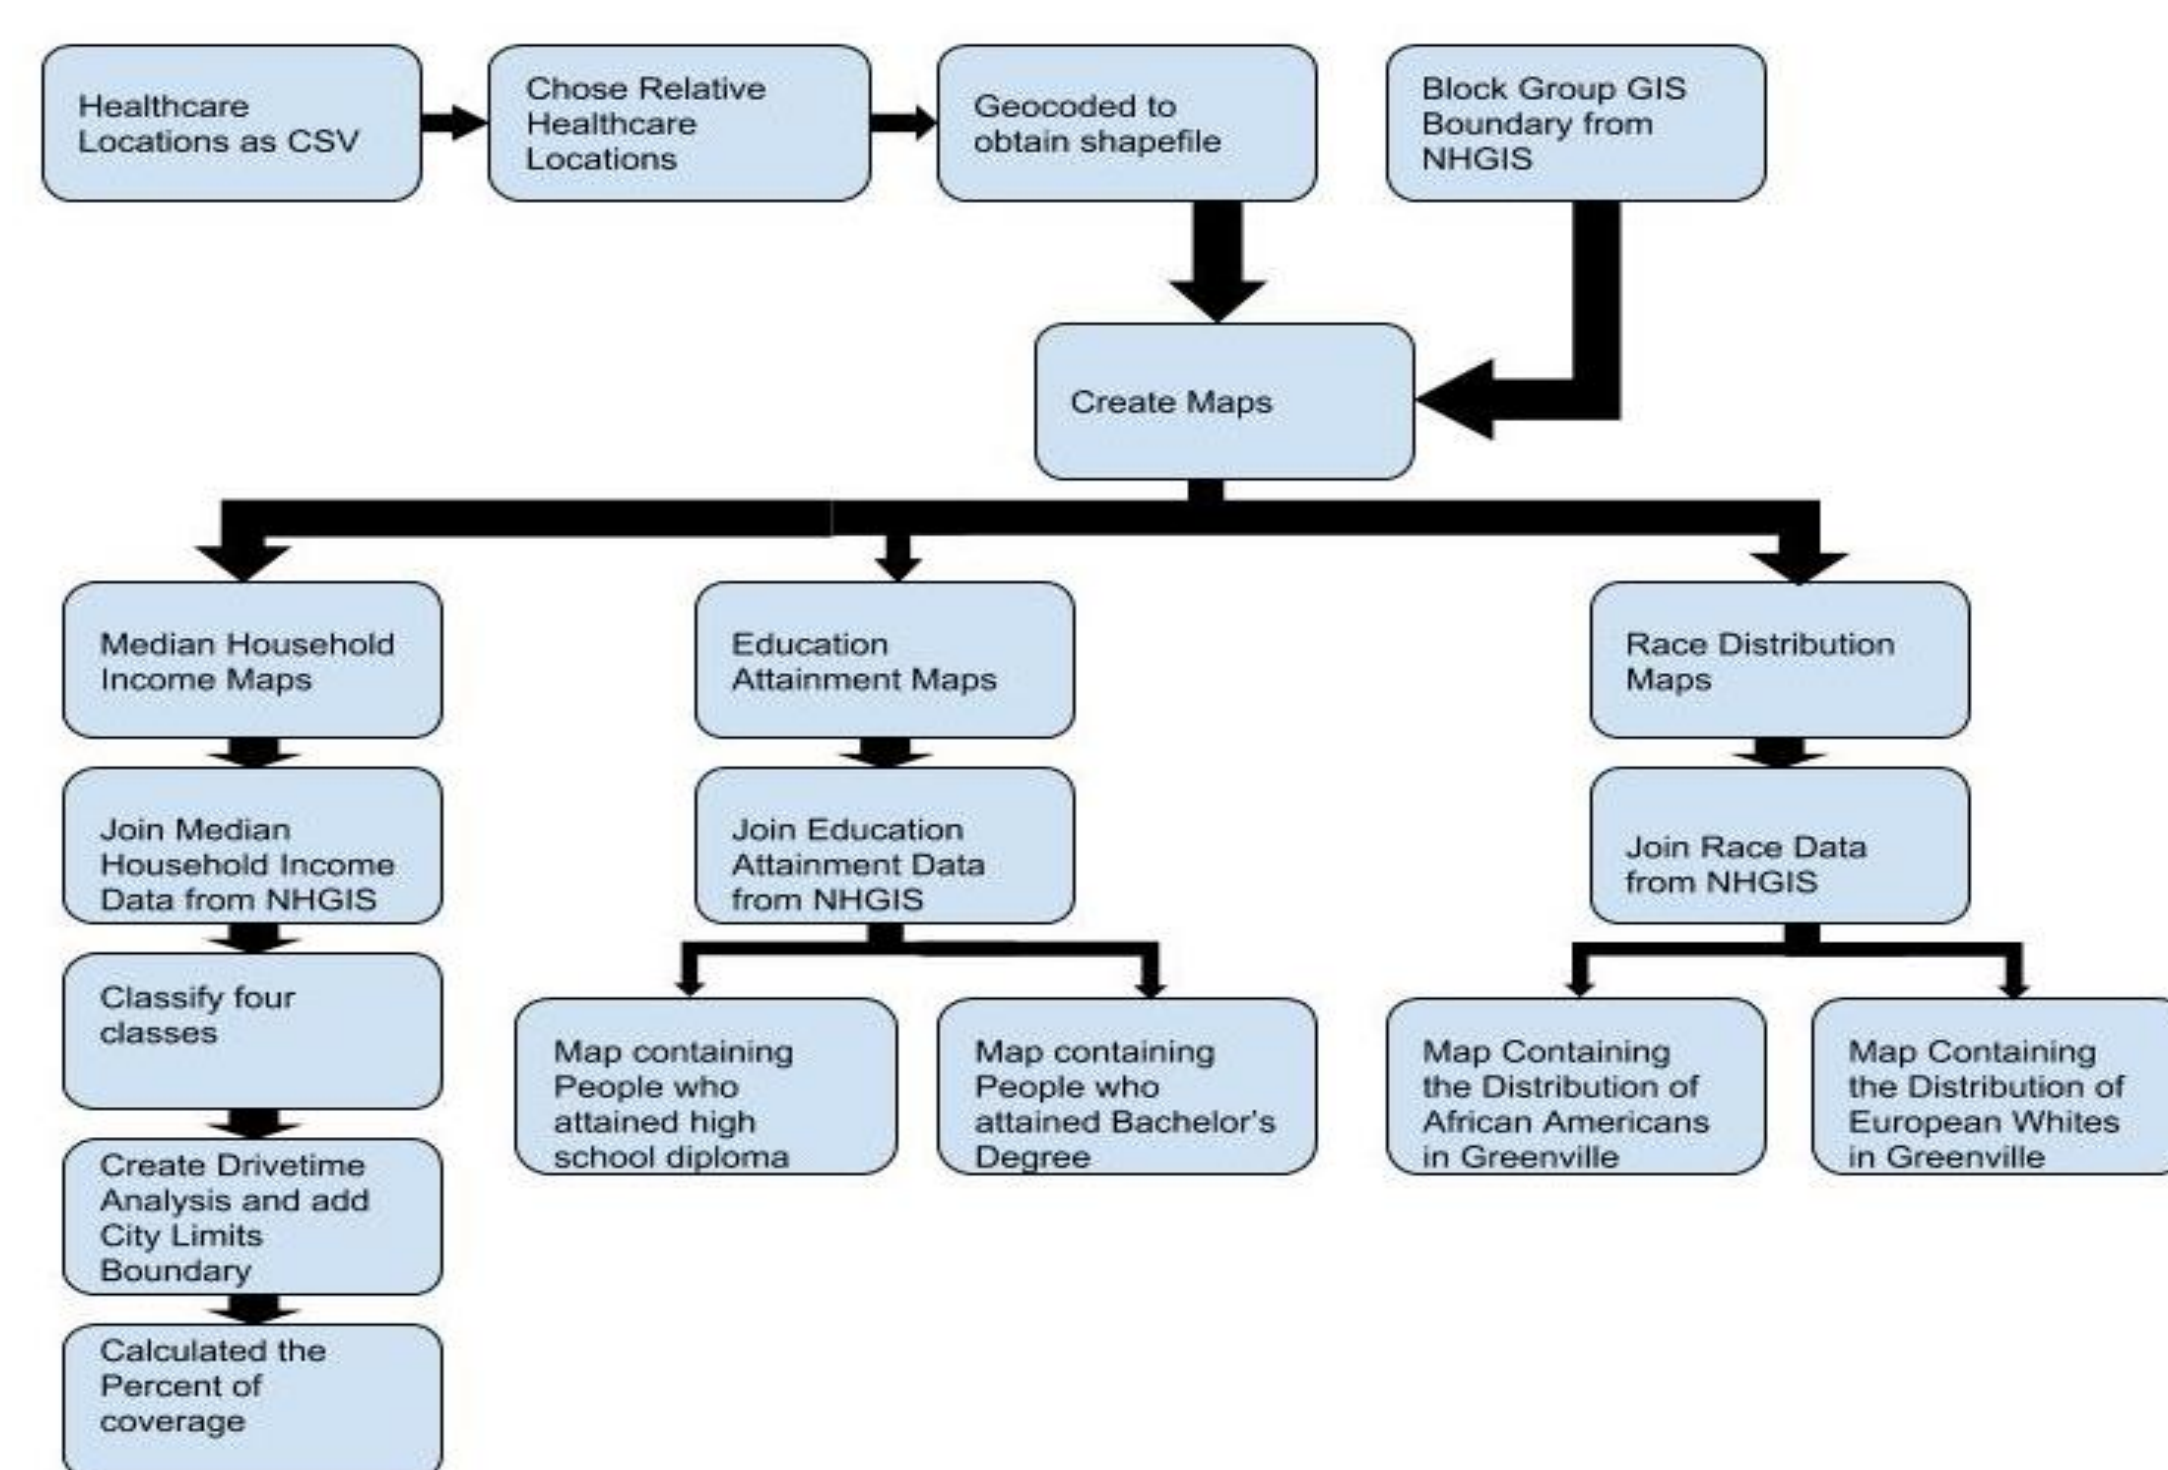 Healthcare
Locations as CSV
Chose Relative
Healthcare
Locations
Geocoded to
obtain shapefile
Block Group GIS
Boundary from
NHGIS
Create Maps
Median Household
Income Maps
Education
Attainment Maps
Race Distribution
Maps
Join Median
Household Income
Data from NHGIS
Join Education
Attainment Data
from NHGIS
Join Race Data
from NHGIS
Classify four
classes
Map containing
People who
attained high
school diploma
Map containing
People who
attained Bachelor's
Degree
Map Containing
the Distribution of
African Americans
in Greenville
Map Containing
the Distribution of
European Whites
in Greenville
Create Drivetime
Analysis and add
City Limits
Boundary
Calculated the
Percent of
coverage